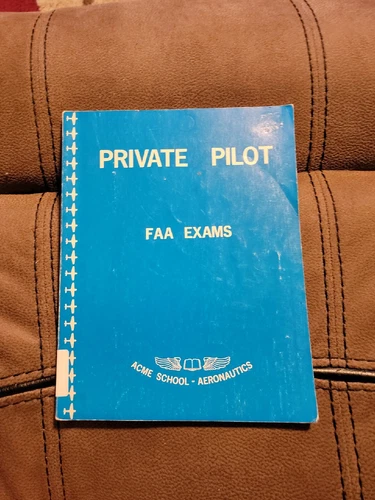 PRIVATE PILOT
FAA EXAMS
ACME SCHOOL - AERONAUTICS